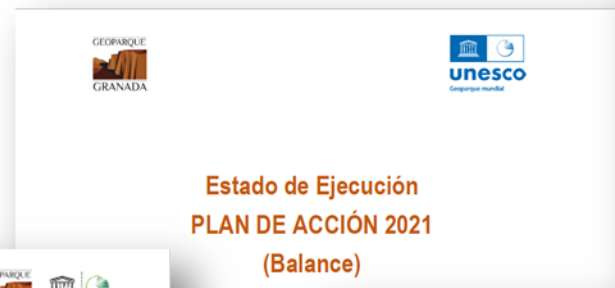 GEOPARQUE
GRANADA
unesco
Geoparque mundial
Estado de Ejecución
PLAN DE ACCIÓN 2021
(Balance)